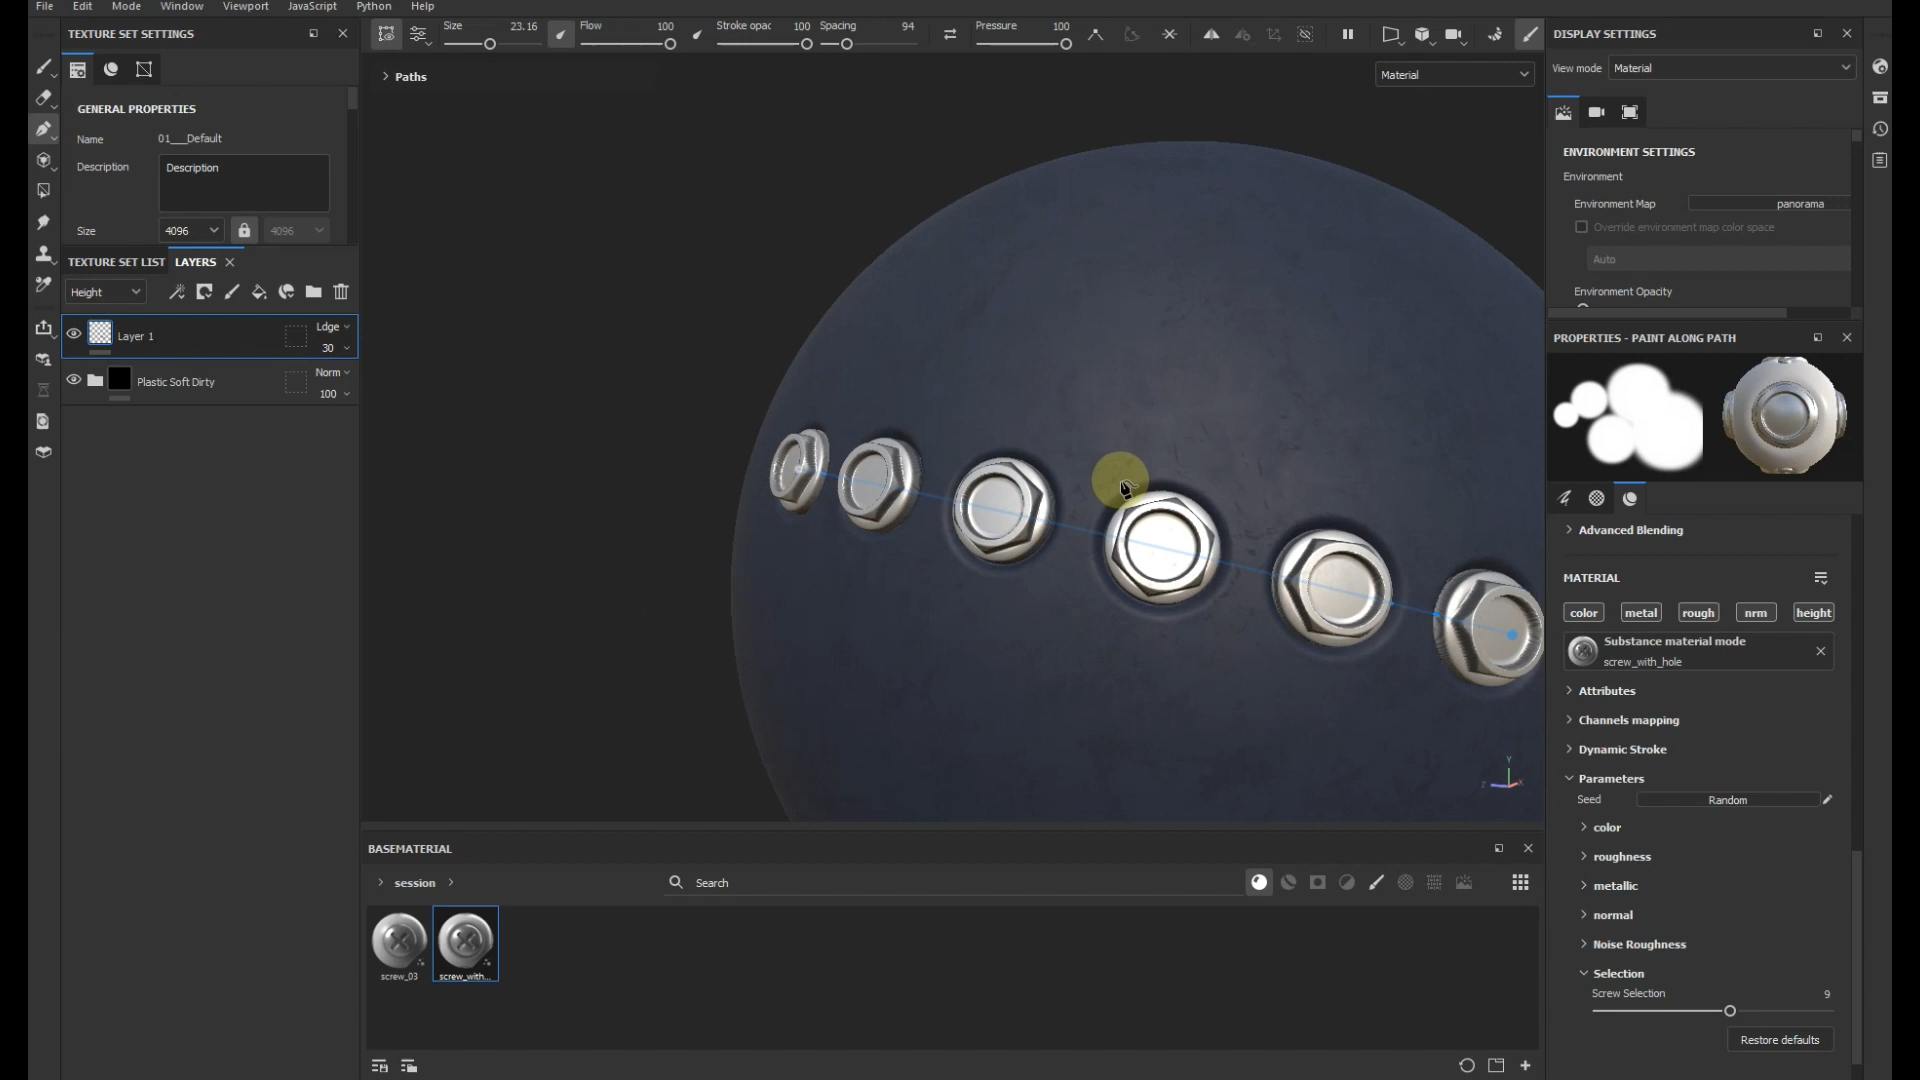 File Edit Mode Window Viewport JavaScript Python Help
TEXTURE SET SETTINGS
Size 23.16 Flow 100 Stroke opac 100 Spacing 94 Pressure 100
DISPLAY SETTINGS
View mode Material
Paths
Material
GENERAL PROPERTIES
Name 01___Default
Description Description
Size 4096 4096
ENVIRONMENT SETTINGS
Environment
Environment Map panorama
Override environment map color space
Auto
Environment Opacity
TEXTURE SET LIST LAYERS
Height
Layer 1 Ldge 30
Plastic Soft Dirty Norm 100
PROPERTIES - PAINT ALONG PATH
Advanced Blending
MATERIAL
color metal rough nrm height
Substance material mode
screw_with_hole
Attributes
Channels mapping
Dynamic Stroke
Parameters
Seed Random
color
roughness
metallic
normal
Noise Roughness
Selection
Screw Selection 9
Restore defaults
Y
Z X
BASEMATERIAL
session Search
screw_03 screw_with...